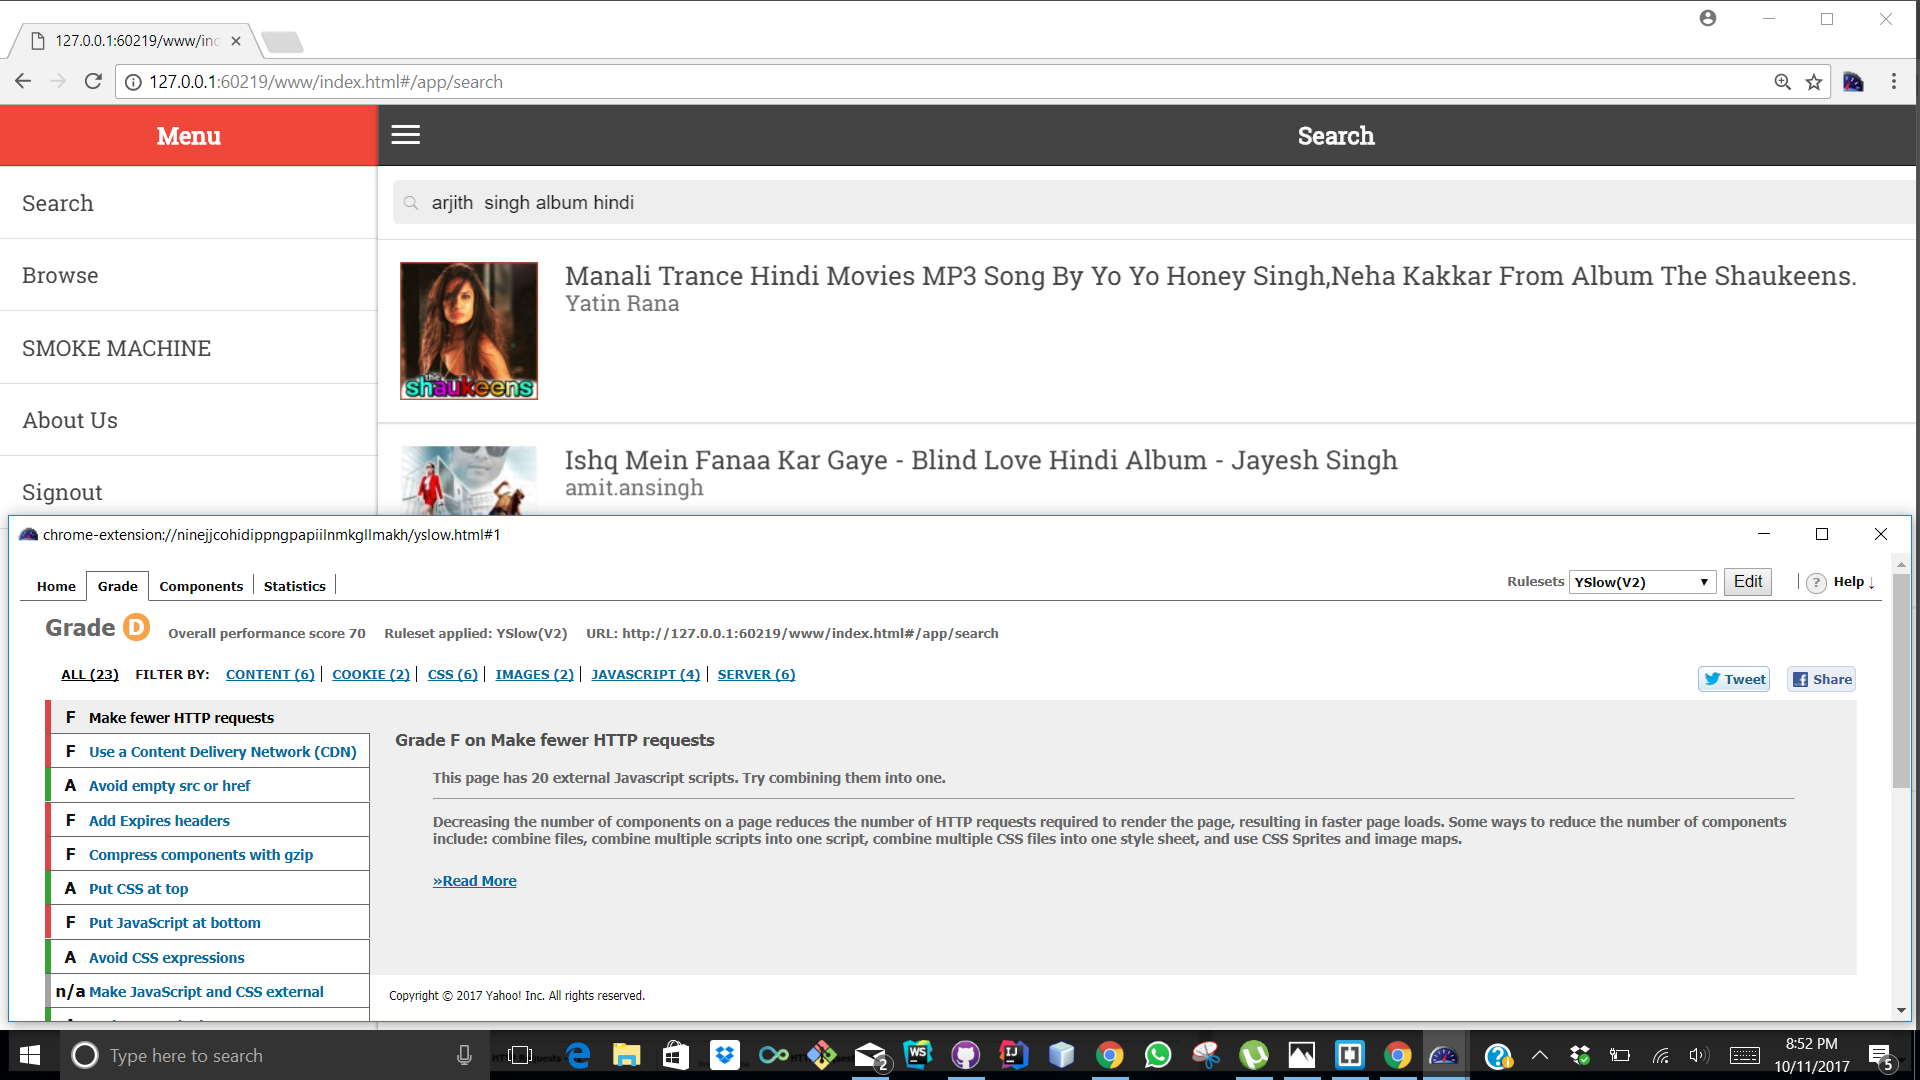 127.0.0.1:60219/www/ind
127.0.0.1:60219/www/index.html#/app/search
Menu
Search
Search
arjith  singh album hindi
Browse
SMOKE MACHINE
About Us
Signout
Manali Trance Hindi Movies MP3 Song By Yo Yo Honey Singh,Neha Kakkar From Album The Shaukeens.
Yatin Rana
the
shaukeens
Ishq Mein Fanaa Kar Gaye - Blind Love Hindi Album - Jayesh Singh
amit.ansingh
chrome-extension://ninejjcohidippngpapiilnmkgllmakh/yslow.html#1
Home Grade Components Statistics
Rulesets YSlow(V2) Edit ? Help ↓
Grade D Overall performance score 70 Ruleset applied: YSlow(V2) URL: http://127.0.0.1:60219/www/index.html#/app/search
ALL (23) FILTER BY: CONTENT (6) COOKIE (2) CSS (6) IMAGES (2) JAVASCRIPT (4) SERVER (6)
Tweet Share
F Make fewer HTTP requests
F Use a Content Delivery Network (CDN)
A Avoid empty src or href
F Add Expires headers
F Compress components with gzip
A Put CSS at top
F Put JavaScript at bottom
A Avoid CSS expressions
n/a Make JavaScript and CSS external
Grade F on Make fewer HTTP requests
This page has 20 external Javascript scripts. Try combining them into one.
Decreasing the number of components on a page reduces the number of HTTP requests required to render the page, resulting in faster page loads. Some ways to reduce the number of components
include: combine files, combine multiple scripts into one script, combine multiple CSS files into one style sheet, and use CSS Sprites and image maps.
»Read More
Copyright © 2017 Yahoo! Inc. All rights reserved.
Type here to search
2
WS
IJ
8:52 PM
10/11/2017
5